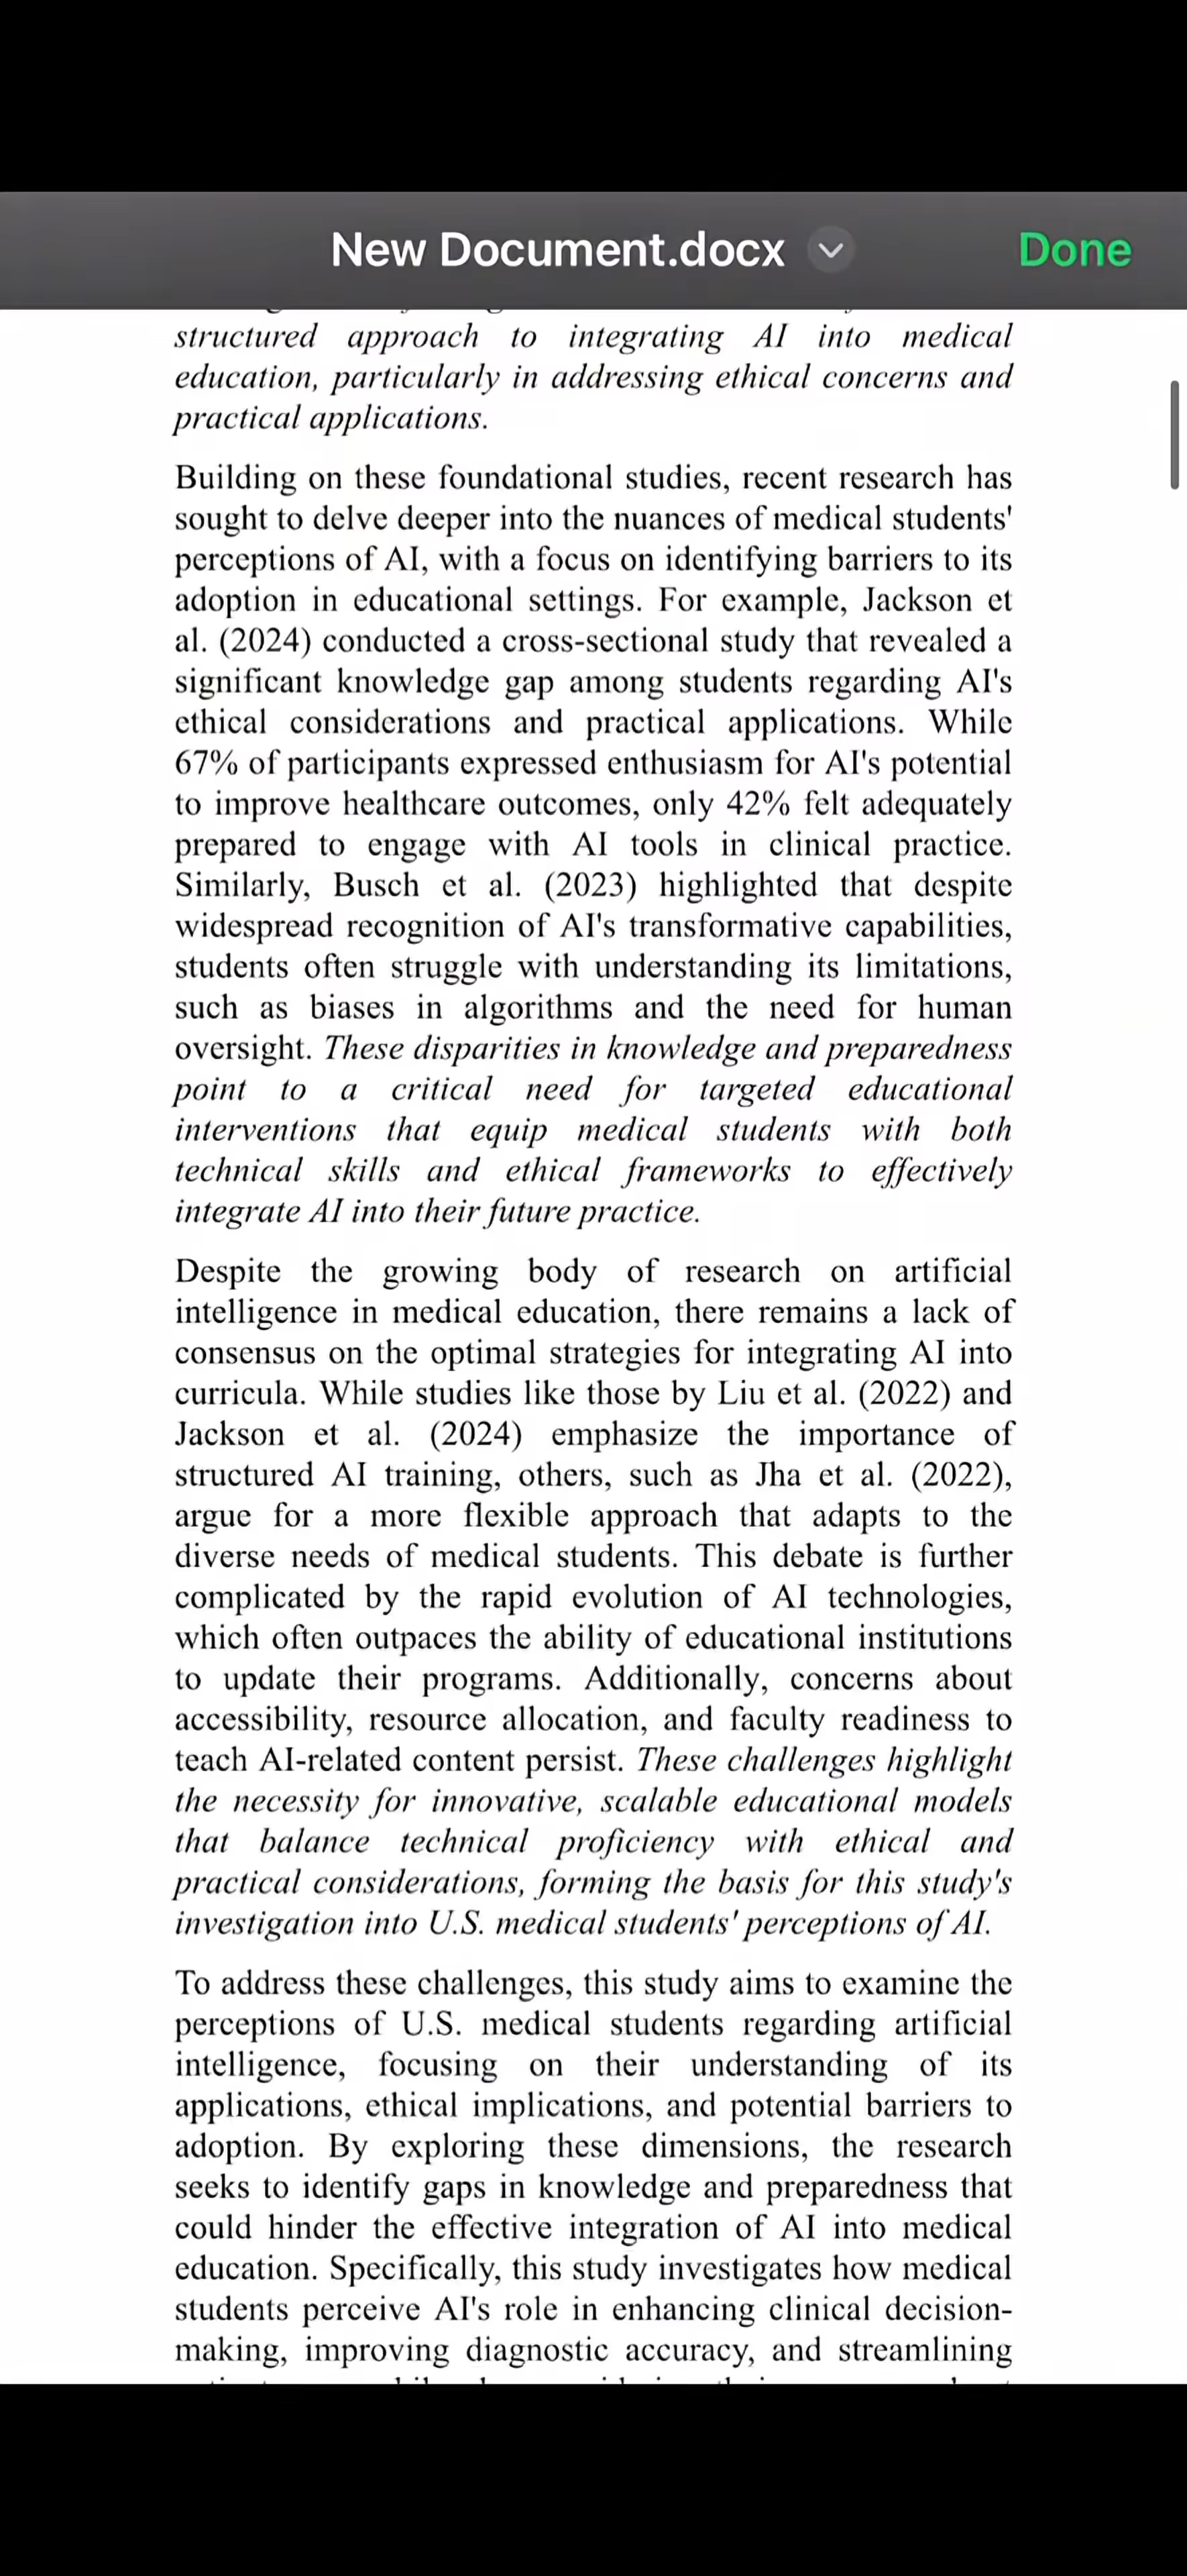 New Document.docx
Done
structured approach to integrating AI into medical
education, particularly in addressing ethical concerns and
practical applications.
Building on these foundational studies, recent research has
sought to delve deeper into the nuances of medical students'
perceptions of AI, with a focus on identifying barriers to its
adoption in educational settings. For example, Jackson et
al. (2024) conducted a cross-sectional study that revealed a
significant knowledge gap among students regarding AI's
ethical considerations and practical applications. While
67% of participants expressed enthusiasm for AI's potential
to improve healthcare outcomes, only 42% felt adequately
prepared to engage with AI tools in clinical practice.
Similarly, Busch et al. (2023) highlighted that despite
widespread recognition of AI's transformative capabilities,
students often struggle with understanding its limitations,
such as biases in algorithms and the need for human
oversight. These disparities in knowledge and preparedness
point to a critical need for targeted educational
interventions that equip medical students with both
technical skills and ethical frameworks to effectively
integrate AI into their future practice.
Despite the growing body of research on artificial
intelligence in medical education, there remains a lack of
consensus on the optimal strategies for integrating AI into
curricula. While studies like those by Liu et al. (2022) and
Jackson et al. (2024) emphasize the importance of
structured AI training, others, such as Jha et al. (2022),
argue for a more flexible approach that adapts to the
diverse needs of medical students. This debate is further
complicated by the rapid evolution of AI technologies,
which often outpaces the ability of educational institutions
to update their programs. Additionally, concerns about
accessibility, resource allocation, and faculty readiness to
teach AI-related content persist. These challenges highlight
the necessity for innovative, scalable educational models
that balance technical proficiency with ethical and
practical considerations, forming the basis for this study's
investigation into U.S. medical students' perceptions of AI.
To address these challenges, this study aims to examine the
perceptions of U.S. medical students regarding artificial
intelligence, focusing on their understanding of its
applications, ethical implications, and potential barriers to
adoption. By exploring these dimensions, the research
seeks to identify gaps in knowledge and preparedness that
could hinder the effective integration of AI into medical
education. Specifically, this study investigates how medical
students perceive AI's role in enhancing clinical decision-
making, improving diagnostic accuracy, and streamlining